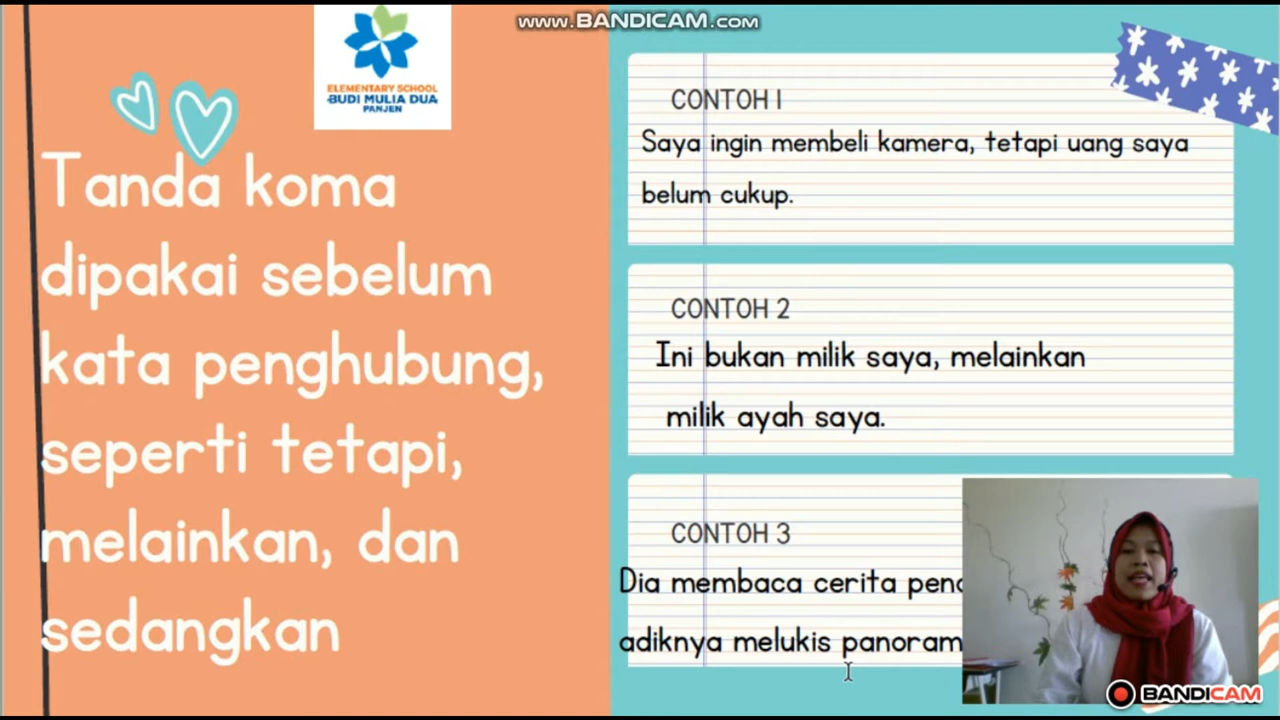 www.BANDICAM.com
ELEMENTARY SCHOOL
BUDI MULIA DUA
PANJEN
Tanda koma
dipakai sebelum
kata penghubung,
seperti tetapi,
melainkan, dan
sedangkan
CONTOH 1
Saya ingin membeli kamera, tetapi uang saya
belum cukup.
CONTOH 2
Ini bukan milik saya, melainkan
milik ayah saya.
CONTOH 3
Dia membaca cerita
adiknya melukis
BANDICAM